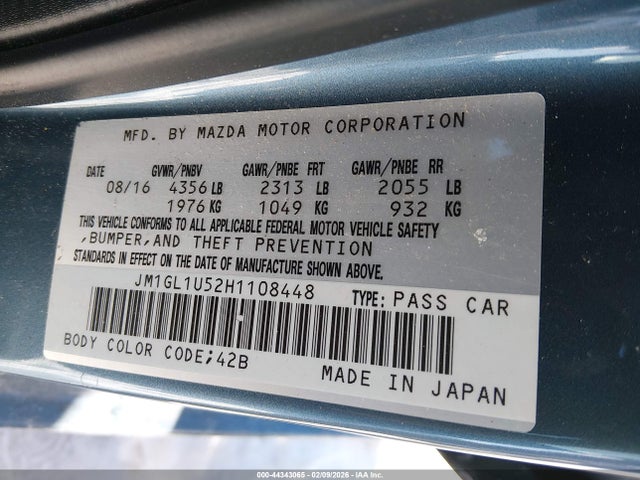 MFD. BY MAZDA MOTOR CORPORATION
DATE GVWR/PNBV GAWR/PNBE FRT GAWR/PNBE RR
08/16 4356 LB 2313 LB 2055 LB
1976 KG 1049 KG 932 KG
THIS VEHICLE CONFORMS TO ALL APPLICABLE FEDERAL MOTOR VEHICLE SAFETY
,BUMPER,AND THEFT PREVENTION
STANDARDS IN EFFECT ON THE DATE OF MANUFACTURE SHOWN ABOVE.
JM1GL1U52H1108448 TYPE: PASS CAR
BODY COLOR CODE;42B
MADE IN JAPAN
000-44343065 02/09/2026 ©IAA, Inc.